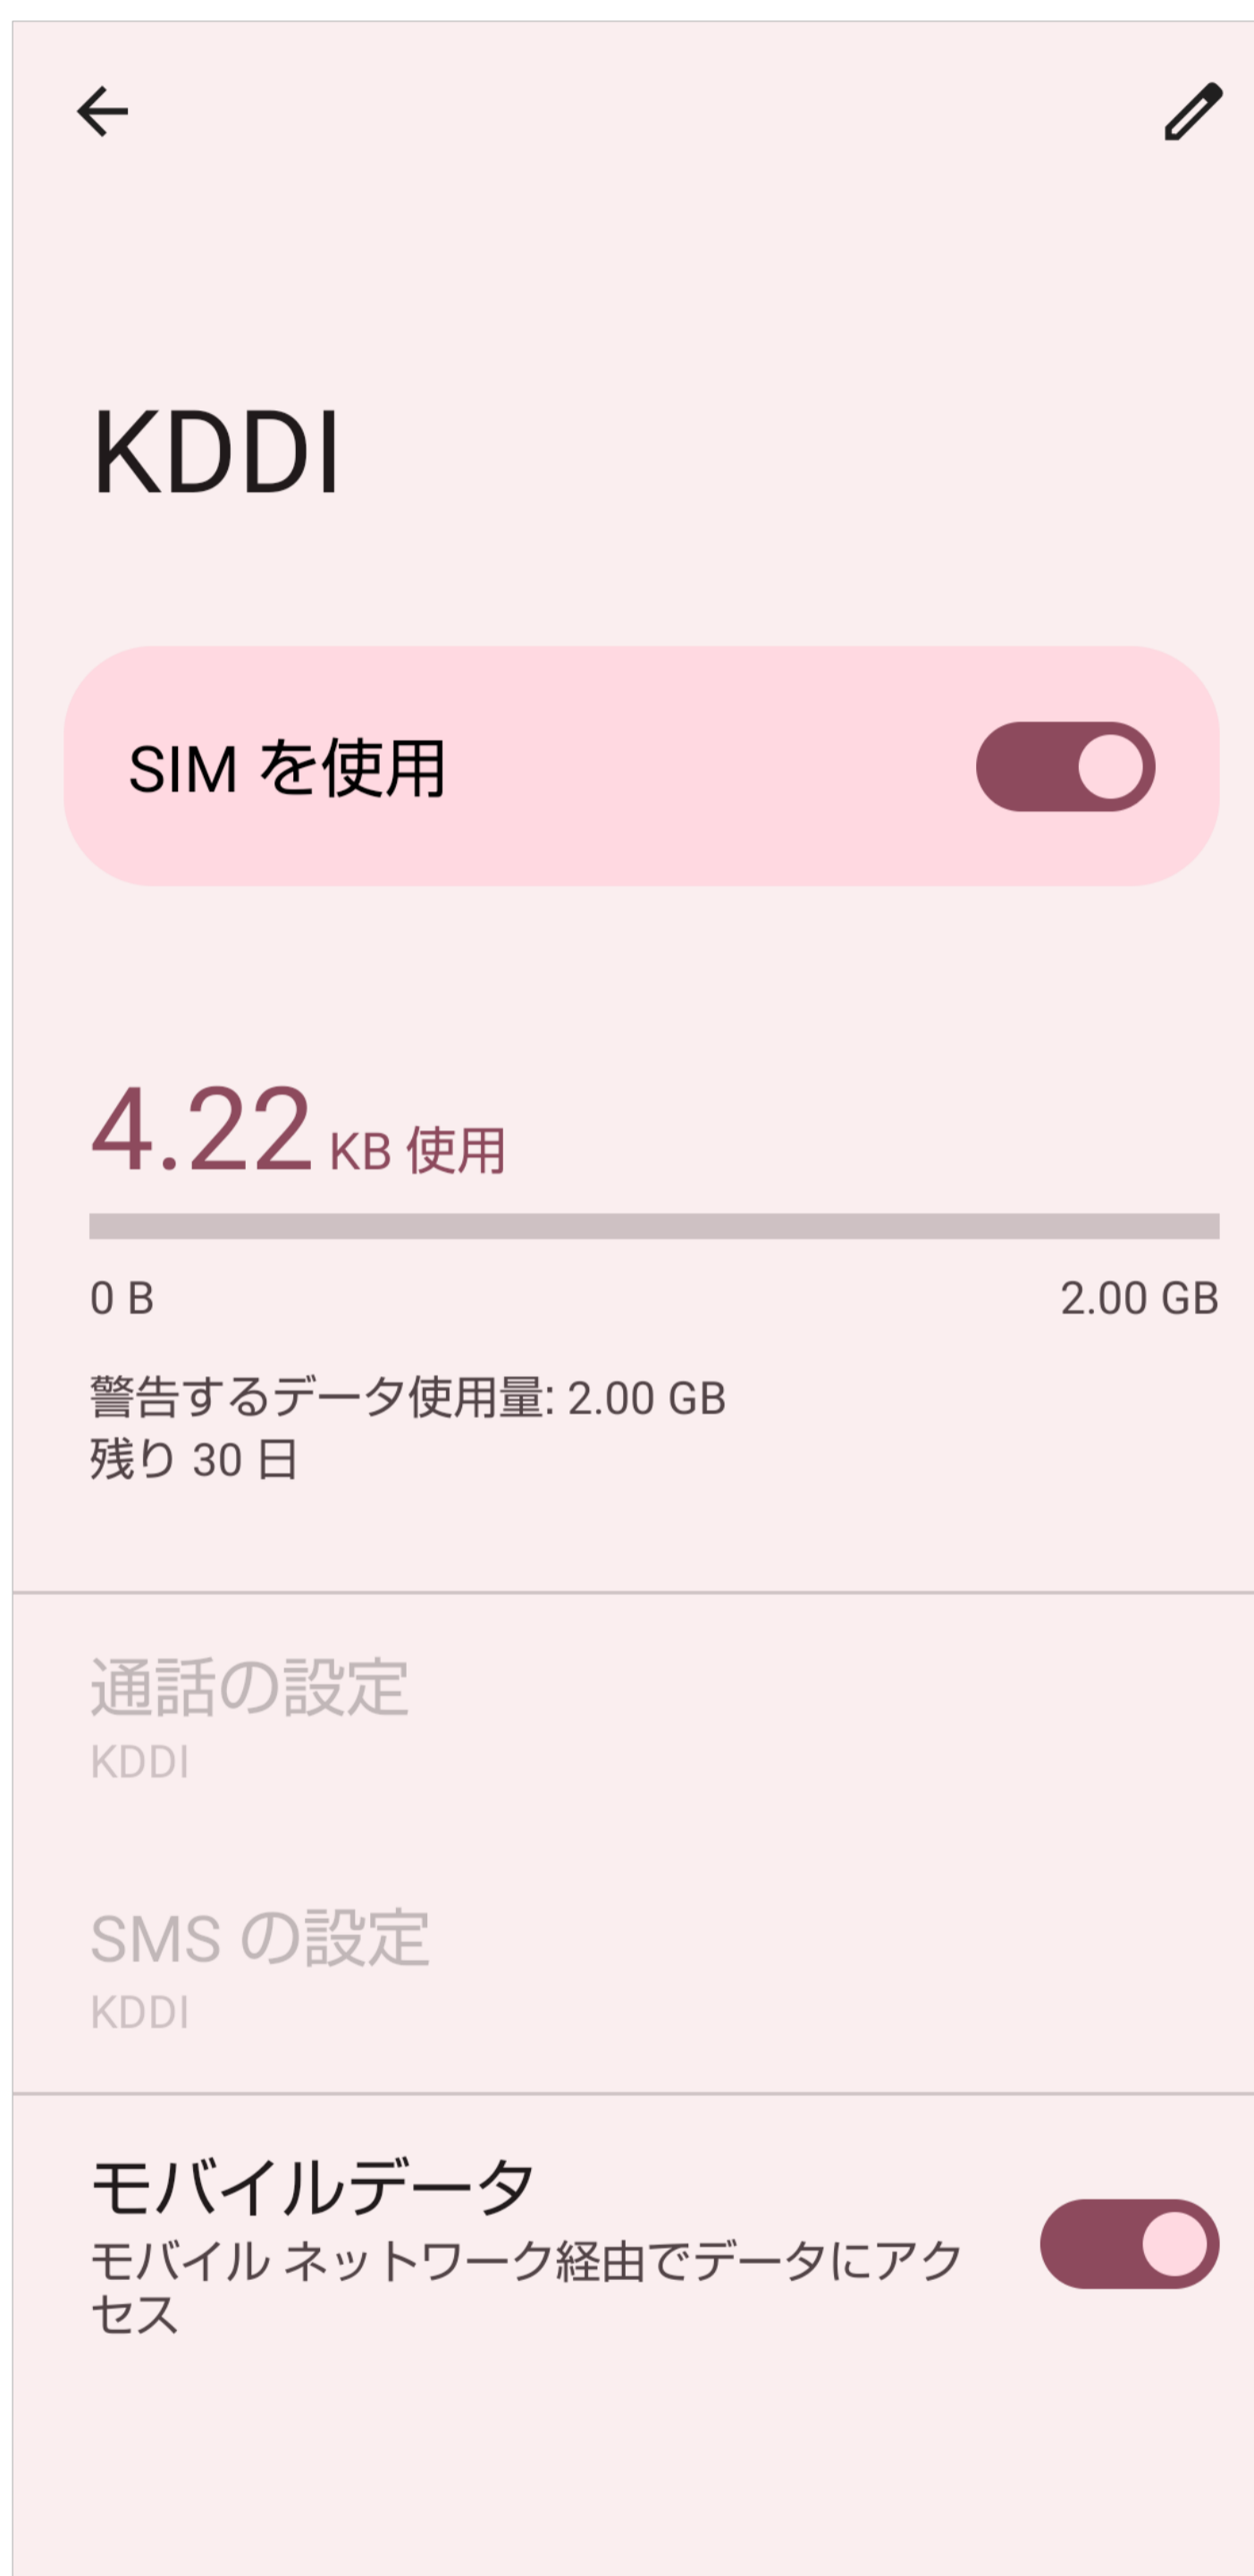 KDDI
SIM を使用
4.22 KB 使用
0 B 2.00 GB
警告するデータ使用量: 2.00 GB
残り 30 日
通話の設定
KDDI
SMS の設定
KDDI
モバイルデータ
モバイル ネットワーク経由でデータにアク
セス